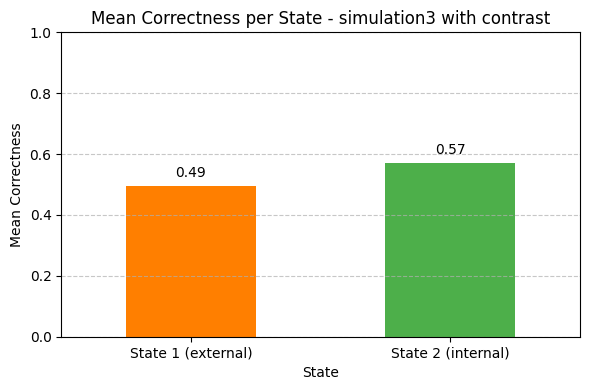 Mean Correctness per State - simulation3 with contrast
1.0
0.8
0.6
0.4
0.2
0.0
Mean Correctness
0.49
0.57
State 1 (external)
State 2 (internal)
State